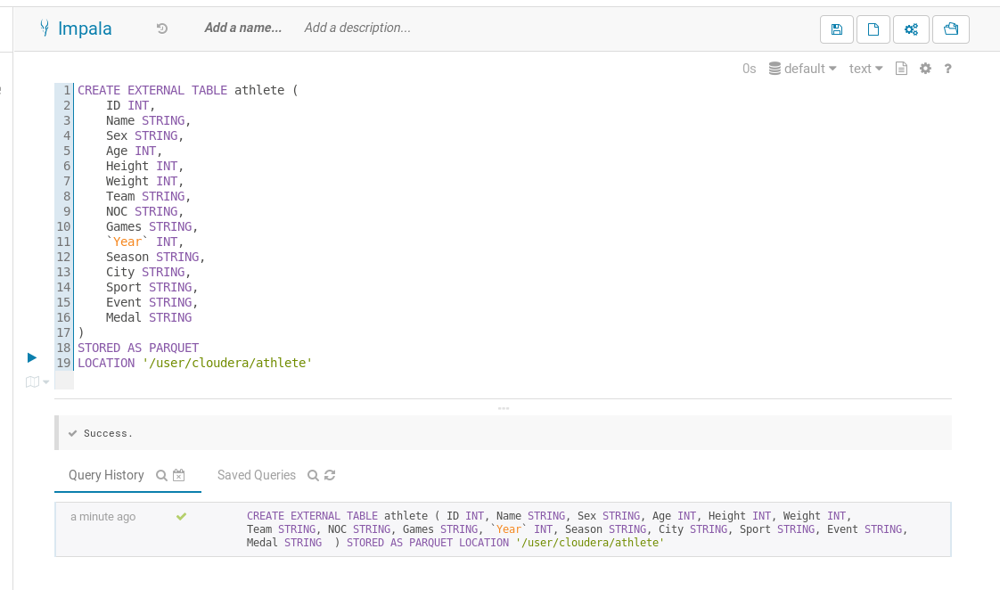 Impala
Add a name...
Add a description...
0s
default
text
?
1 CREATE EXTERNAL TABLE athlete (
2     ID INT,
3     Name STRING,
4     Sex STRING,
5     Age INT,
6     Height INT,
7     Weight INT,
8     Team STRING,
9     NOC STRING,
10     Games STRING,
11     `Year` INT,
12     Season STRING,
13     City STRING,
14     Sport STRING,
15     Event STRING,
16     Medal STRING
17 )
18 STORED AS PARQUET
19 LOCATION '/user/cloudera/athlete'
Success.
Query History
Saved Queries
a minute ago
CREATE EXTERNAL TABLE athlete ( ID INT, Name STRING, Sex STRING, Age INT, Height INT, Weight INT,
Team STRING, NOC STRING, Games STRING, `Year` INT, Season STRING, City STRING, Sport STRING, Event STRING,
Medal STRING  ) STORED AS PARQUET LOCATION '/user/cloudera/athlete'